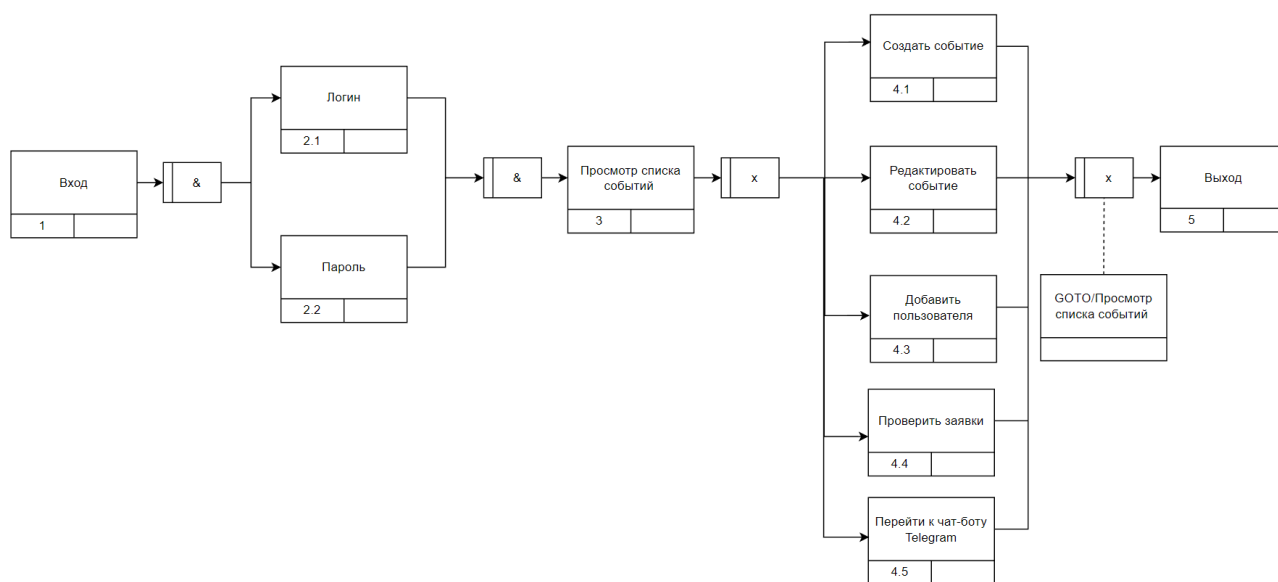 Вход
1
&
Логин
2.1
Пароль
2.2
&
Просмотр списка
событий
3
x
Создать событие
4.1
Редактировать
событие
4.2
Добавить
пользователя
4.3
Проверить заявки
4.4
Перейти к чат-боту
Telegram
4.5
x
GOTO/Просмотр
списка событий
Выход
5